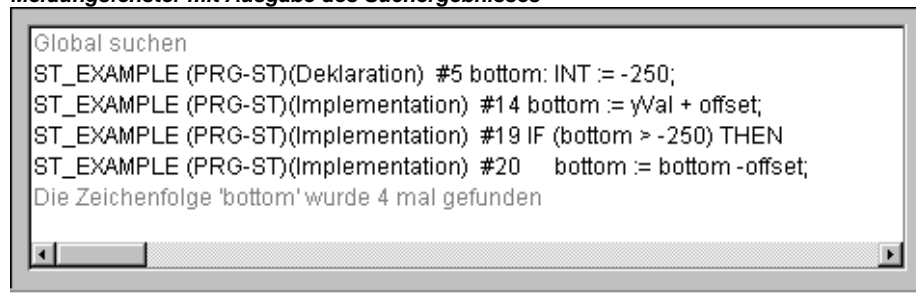 Meldungsfenster mit Ausgabe des Suchergebnisses
Global suchen
ST_EXAMPLE (PRG-ST)(Deklaration) #5 bottom: INT := -250;
ST_EXAMPLE (PRG-ST)(Implementation) #14 bottom := yVal + offset;
ST_EXAMPLE (PRG-ST)(Implementation) #19 IF (bottom > -250) THEN
ST_EXAMPLE (PRG-ST)(Implementation) #20 bottom := bottom -offset;
Die Zeichenfolge 'bottom' wurde 4 mal gefunden